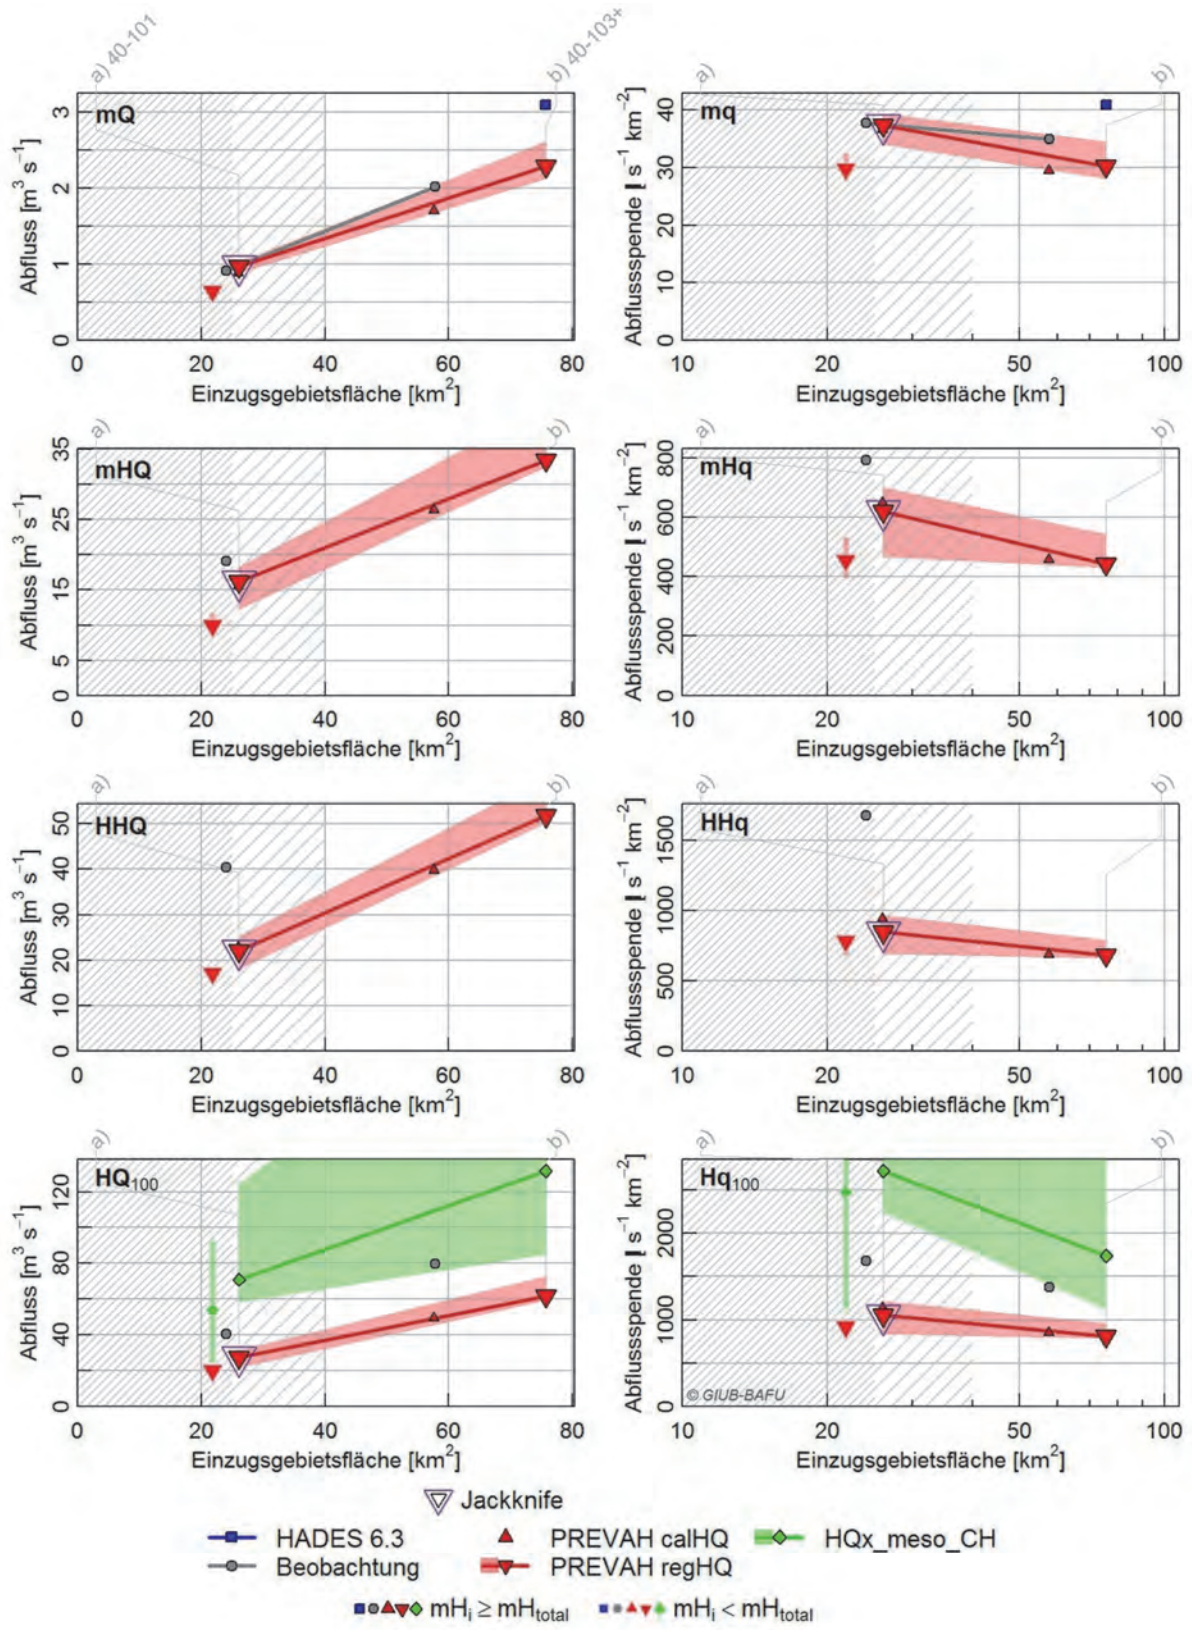 a) 40-101
b) 40-103+
mQ
Abfluss [m³ s⁻¹]
0 1 2 3
0 20 40 60 80
Einzugsgebietsfläche [km²]
a)
b)
mq
Abflussspende [l s⁻¹ km⁻²]
0 10 20 30 40
10 20 50 100
Einzugsgebietsfläche [km²]
a)
b)
mHQ
Abfluss [m³ s⁻¹]
0 5 15 25 35
0 20 40 60 80
Einzugsgebietsfläche [km²]
a)
b)
mHq
Abflussspende [l s⁻¹ km⁻²]
0 200 400 600 800
10 20 50 100
Einzugsgebietsfläche [km²]
a)
b)
HHQ
Abfluss [m³ s⁻¹]
0 10 20 30 40 50
0 20 40 60 80
Einzugsgebietsfläche [km²]
a)
b)
HHq
Abflussspende [l s⁻¹ km⁻²]
0 500 1000 1500
10 20 50 100
Einzugsgebietsfläche [km²]
a)
b)
HQ₁₀₀
Abfluss [m³ s⁻¹]
0 40 80 120
0 20 40 60 80
Einzugsgebietsfläche [km²]
a)
b)
Hq₁₀₀
Abflussspende [l s⁻¹ km⁻²]
0 1000 2000
© GIUB-BAFU
10 20 50 100
Einzugsgebietsfläche [km²]
Jackknife
HADES 6.3 PREVAH calHQ HQx_meso_CH
Beobachtung PREVAH regHQ
mHᵢ ≥ mH_total mHᵢ < mH_total